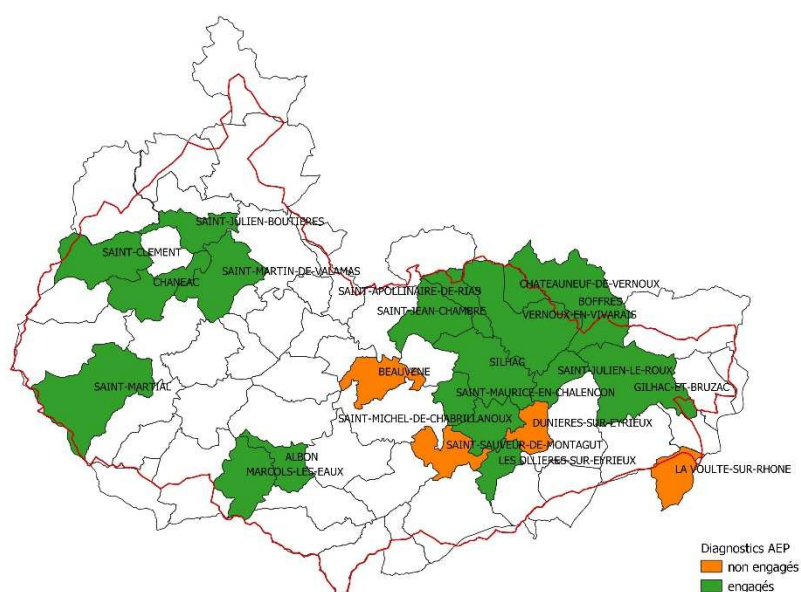 SAINT-JULIEN-BOUTIERES
SAINT-CLEMENT
SAINT-MARTIN-DE-VALAMAS
CHANEAC
CHATEAUNEUF-DE-VERNOUX
SAINT-APOLLINAIRE-DE-RIAS
BOFFRES
SAINT-JEAN-CHAMBRE
VERNOUX-EN-VIVARAIS
SILHAC
BEAUVENE
SAINT-JULIEN-LE-ROUX
SAINT-MARTIAL
GILHAC-ET-BRUZAC
SAINT-MAURICE-EN-CHALENCON
SAINT-MICHEL-DE-CHABRILLANOUX
DUNIERES-SUR-EYRIEUX
SAINT-SAUVEUR-DE-MONTAGUT
ALBON
LES OLLIERES-SUR-EYRIEUX
MARCOLS-LES-EAUX
LA VOULTE-SUR-RHONE
Diagnostics AEP
non engagés
engagés